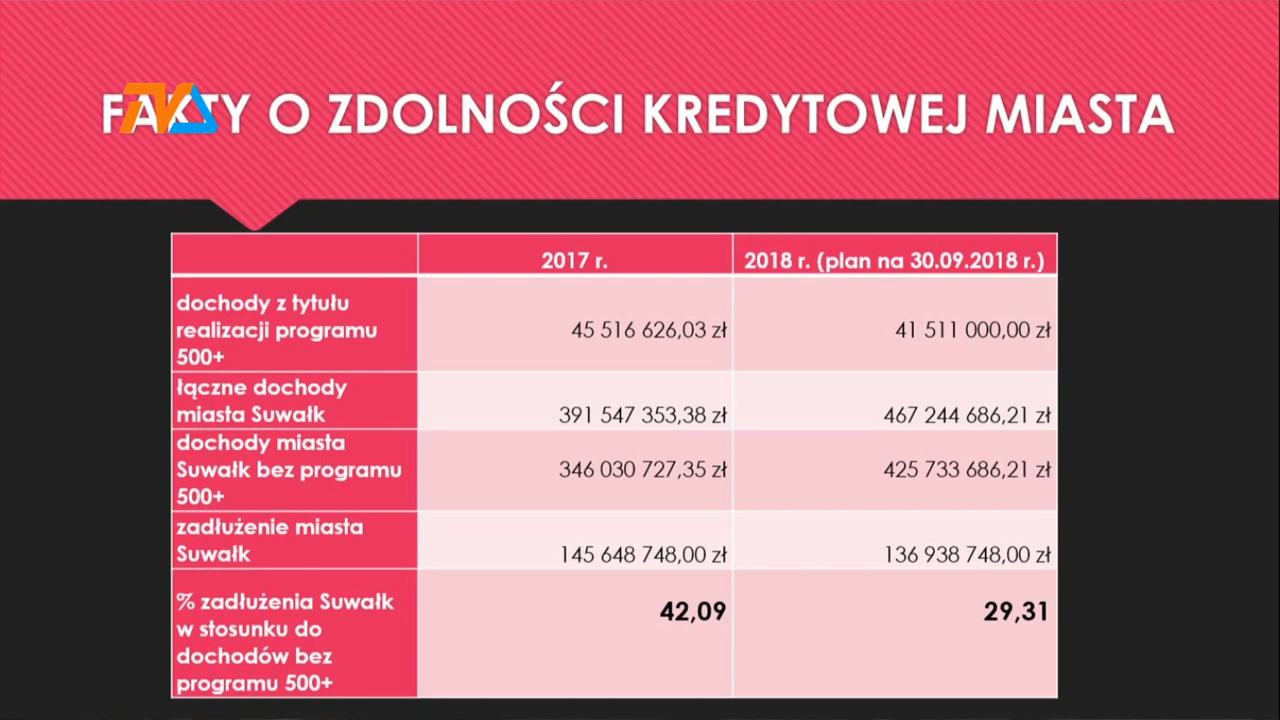 FAKTY O ZDOLNOŚCI KREDYTOWEJ MIASTA
2017 r.
2018 r. (plan na 30.09.2018 r.)
dochody z tytułu
realizacji programu
500+
45 516 626,03 zł
41 511 000,00 zł
łączne dochody
miasta Suwałk
391 547 353,38 zł
467 244 686,21 zł
dochody miasta
Suwałk bez programu
500+
346 030 727,35 zł
425 733 686,21 zł
zadłużenie miasta
Suwałk
145 648 748,00 zł
136 938 748,00 zł
% zadłużenia Suwałk
w stosunku do
dochodów bez
programu 500+
42,09
29,31